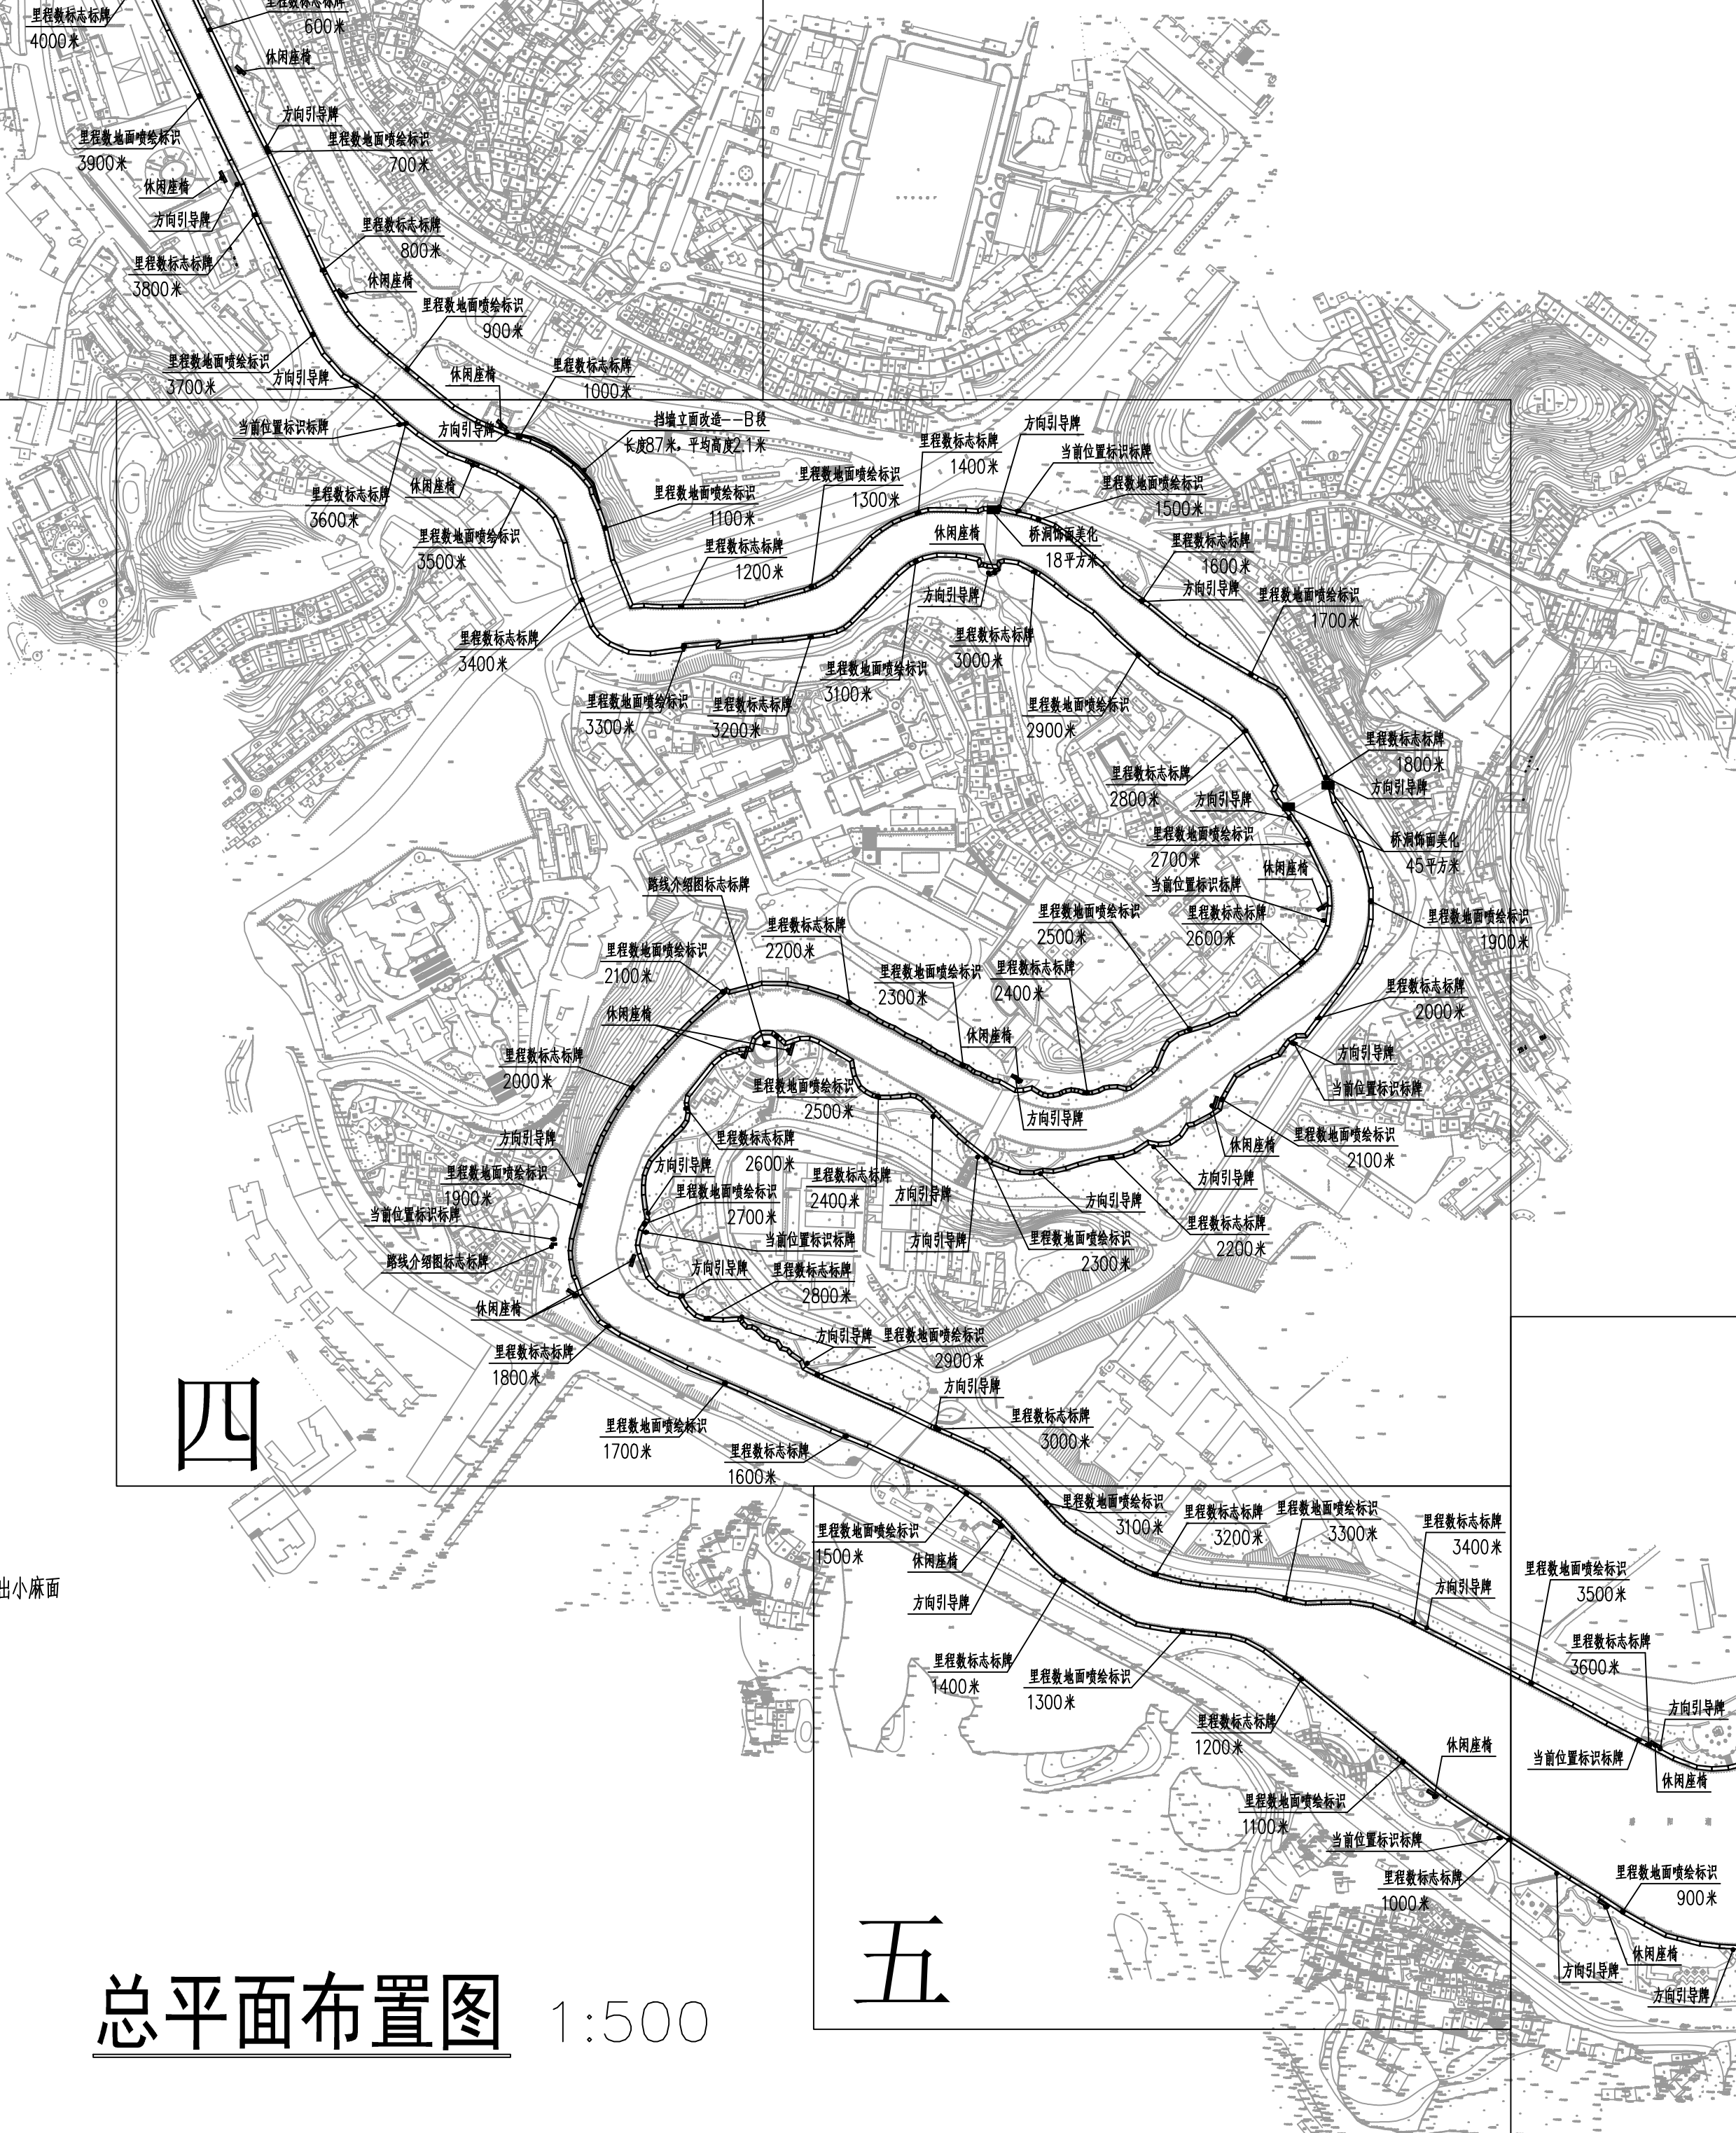 里程数标志标牌
4000米
里程数标志标牌
600米
休闲座椅
方向引导牌
里程数地面喷绘标识
700米
里程数地面喷绘标识
3900米
休闲座椅
方向引导牌
里程数标志标牌
800米
里程数标志标牌
3800米
休闲座椅
里程数地面喷绘标识
900米
里程数地面喷绘标识
3700米
方向引导牌
休闲座椅
里程数标志标牌
1000米
当前位置标识标牌
方向引导牌
挡墙立面改造--B段
长度87米，平均高度2.1米
里程数标志标牌
3600米
休闲座椅
里程数地面喷绘标识
1100米
里程数地面喷绘标识
1300米
里程数标志标牌
1400米
方向引导牌
当前位置标识标牌
里程数地面喷绘标识
1500米
里程数地面喷绘标识
3500米
里程数标志标牌
1200米
休闲座椅
桥洞饰面美化
18平方米
里程数标志标牌
1600米
方向引导牌
方向引导牌
里程数地面喷绘标识
1700米
里程数标志标牌
3400米
里程数标志标牌
3000米
里程数地面喷绘标识
3100米
里程数地面喷绘标识
3300米
里程数标志标牌
3200米
里程数地面喷绘标识
2900米
里程数标志标牌
1800米
方向引导牌
里程数标志标牌
2800米
方向引导牌
里程数地面喷绘标识
2700米
桥洞饰面美化
45平方米
休闲座椅
当前位置标识标牌
路线介绍图标志标牌
里程数地面喷绘标识
2500米
里程数标志标牌
2600米
里程数地面喷绘标识
1900米
里程数标志标牌
2200米
里程数地面喷绘标识
2100米
里程数地面喷绘标识
2300米
里程数标志标牌
2400米
里程数标志标牌
2000米
休闲座椅
休闲座椅
里程数标志标牌
2000米
方向引导牌
当前位置标识标牌
里程数地面喷绘标识
2500米
方向引导牌
方向引导牌
里程数标志标牌
2600米
休闲座椅
里程数地面喷绘标识
2100米
方向引导牌
里程数地面喷绘标识
1900米
里程数标志标牌
2400米
方向引导牌
方向引导牌
方向引导牌
里程数地面喷绘标识
2700米
当前位置标识标牌
当前位置标识标牌
方向引导牌
里程数地面喷绘标识
2300米
里程数标志标牌
2200米
路线介绍图标志标牌
方向引导牌
里程数标志标牌
2800米
休闲座椅
方向引导牌
里程数地面喷绘标识
2900米
里程数标志标牌
1800米
方向引导牌
里程数标志标牌
3000米
四
里程数地面喷绘标识
1700米
里程数标志标牌
1600米
里程数地面喷绘标识
3100米
里程数标志标牌
3200米
里程数地面喷绘标识
3300米
里程数标志标牌
3400米
里程数地面喷绘标识
1500米
休闲座椅
方向引导牌
方向引导牌
里程数地面喷绘标识
3500米
出小麻面
里程数标志标牌
1400米
里程数地面喷绘标识
1300米
里程数标志标牌
3600米
方向引导牌
里程数标志标牌
1200米
休闲座椅
当前位置标识标牌
休闲座椅
里程数地面喷绘标识
1100米
当前位置标识标牌
里程数标志标牌
1000米
里程数地面喷绘标识
900米
休闲座椅
方向引导牌
方向引导牌
五
总平面布置图 1:500